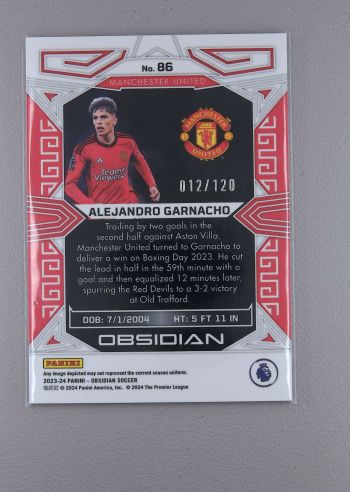 No. 86
MANCHESTER UNITED
MANCHESTER
UNITED
TeamViewer
012/120
ALEJANDRO GARNACHO
Trailing by two goals in the
second half against Aston Villa,
Manchester United turned to Garnacho to
deliver a win on Boxing Day 2023. He cut
the lead in half in the 59th minute with a
goal and then equalized 12 minutes later,
spurring the Red Devils to a 3-2 victory
at Old Trafford.
DOB: 7/1/2004 HT: 5 FT 11 IN
OBSIDIAN
PANINI
Any image depicted may not represent the current season uniform.
2023-24 PANINI – OBSIDIAN SOCCER
© 2024 Panini America, Inc. © 2024 The Premier League